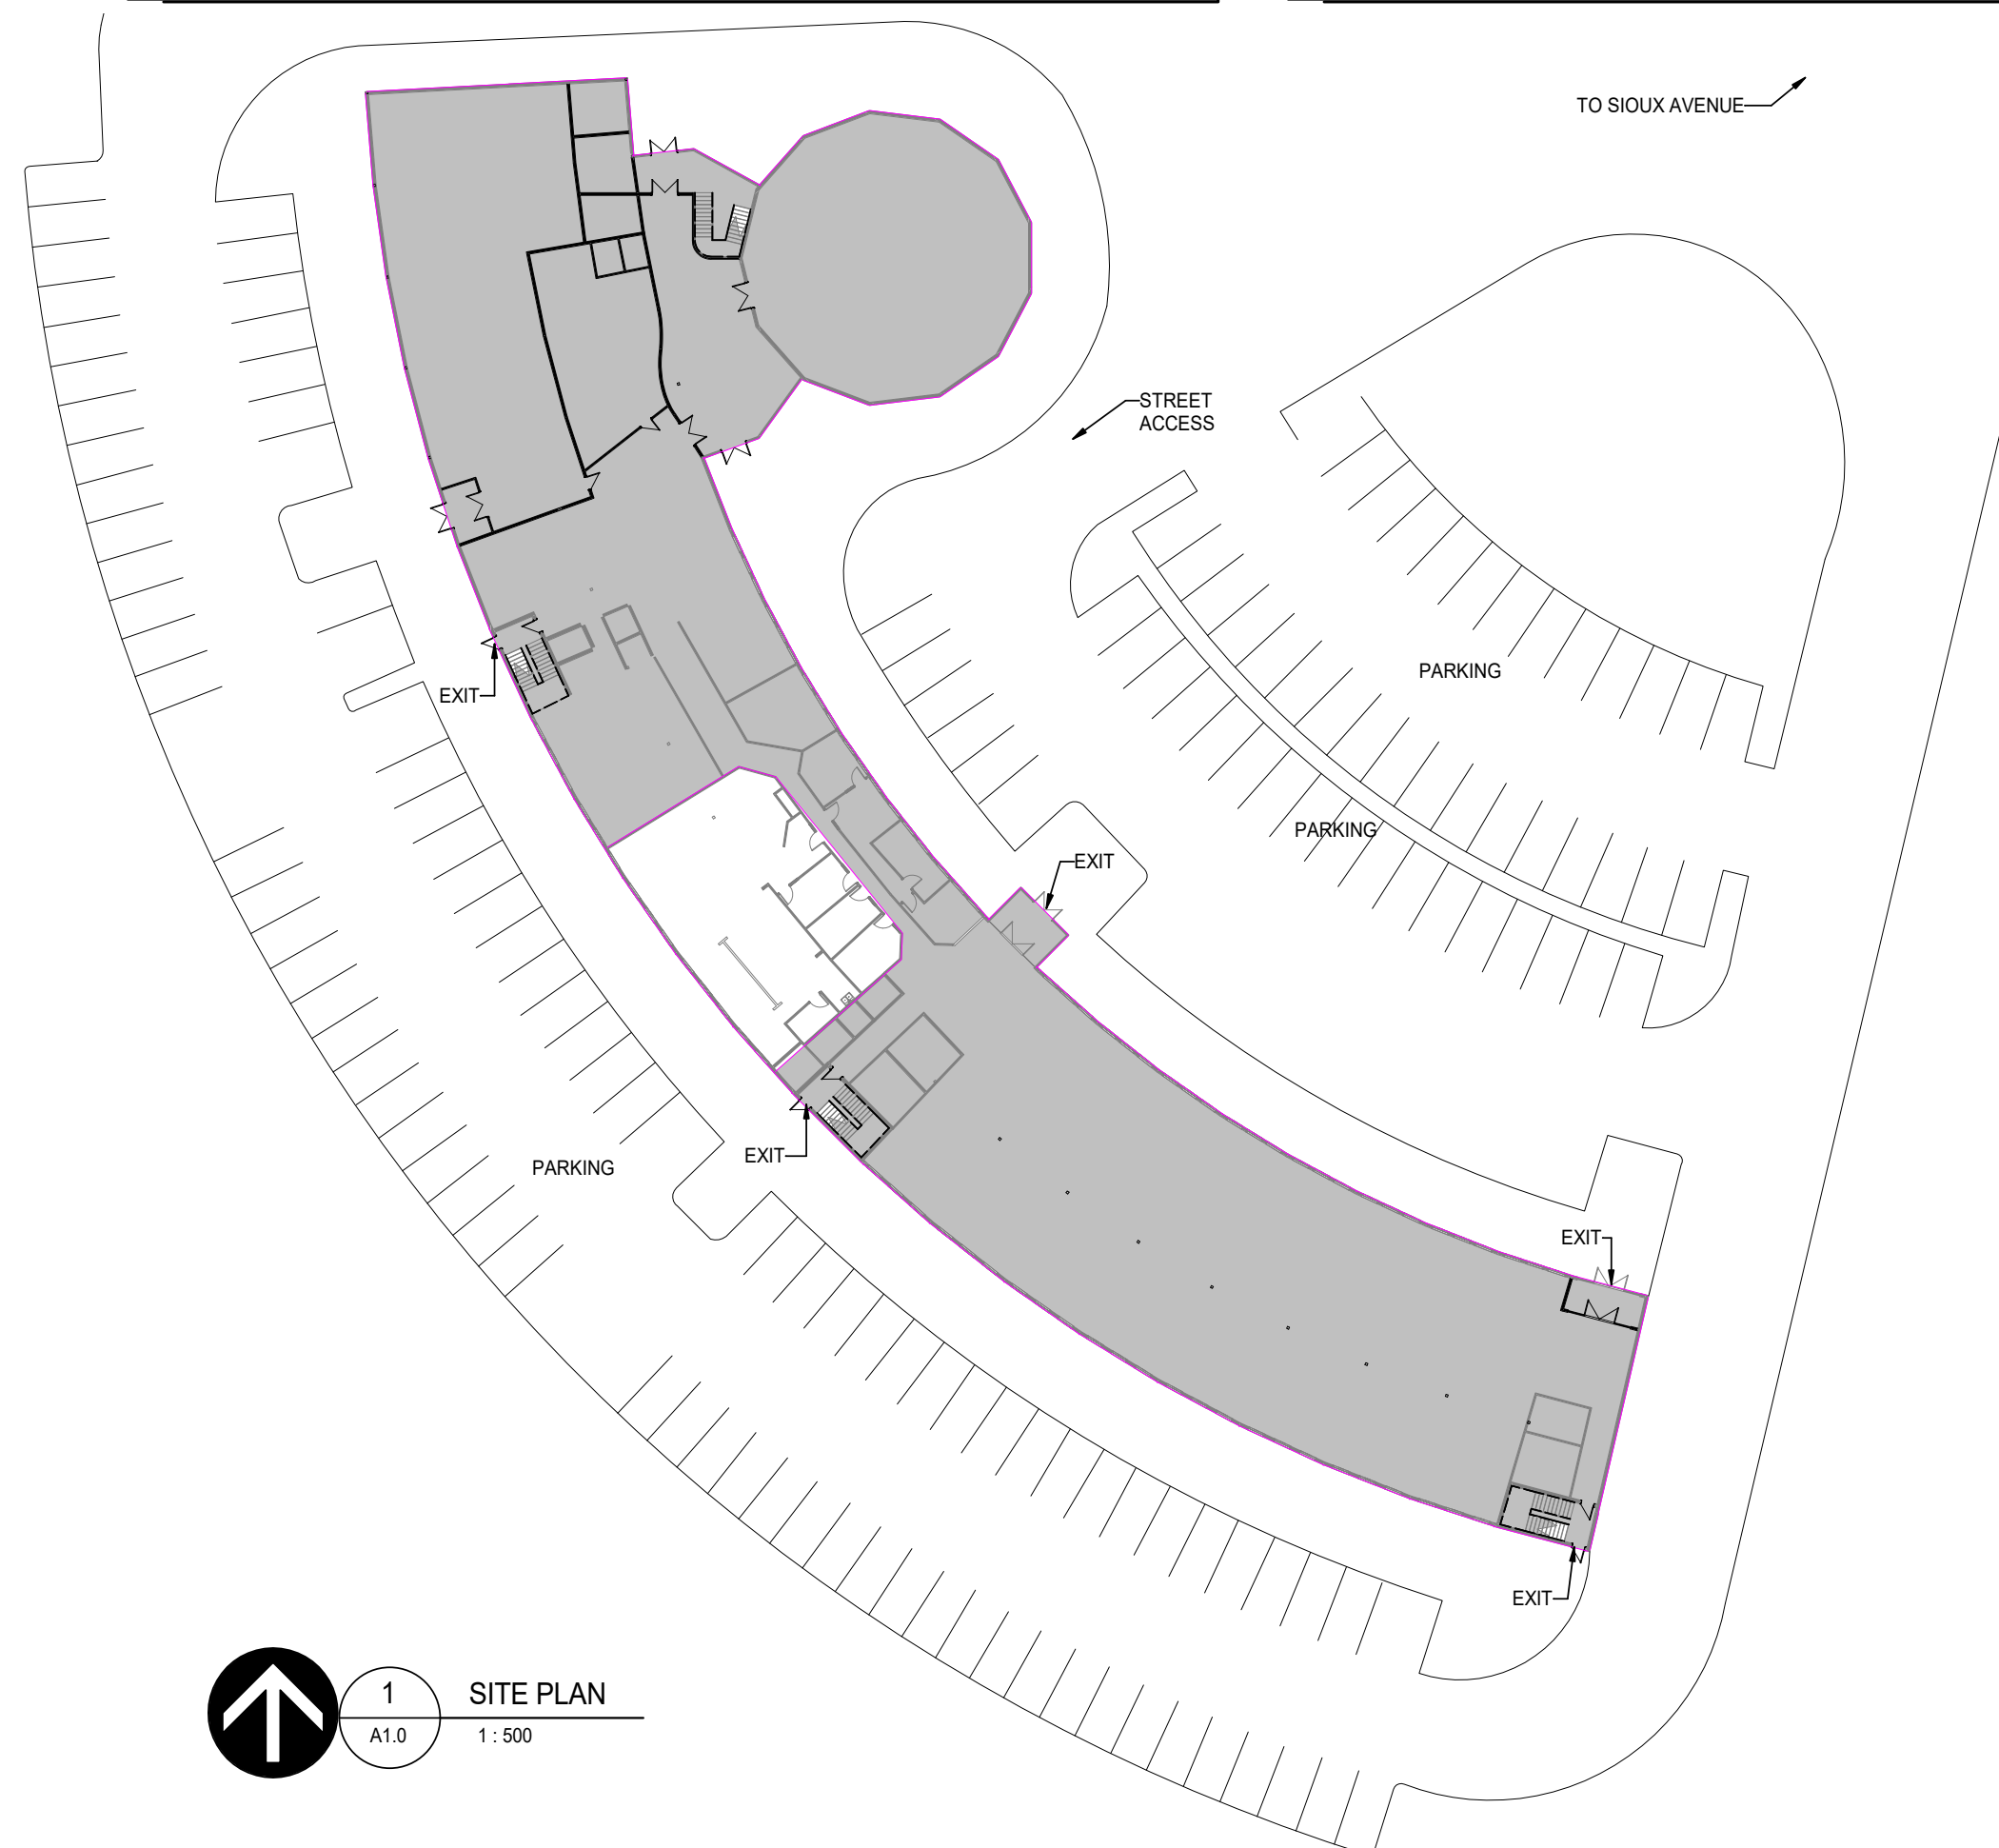 TO SIOUX AVENUE
STREET
ACCESS
PARKING
EXIT
PARKING
EXIT
EXIT
PARKING
EXIT
EXIT
1
SITE PLAN
A1.0
1 : 500